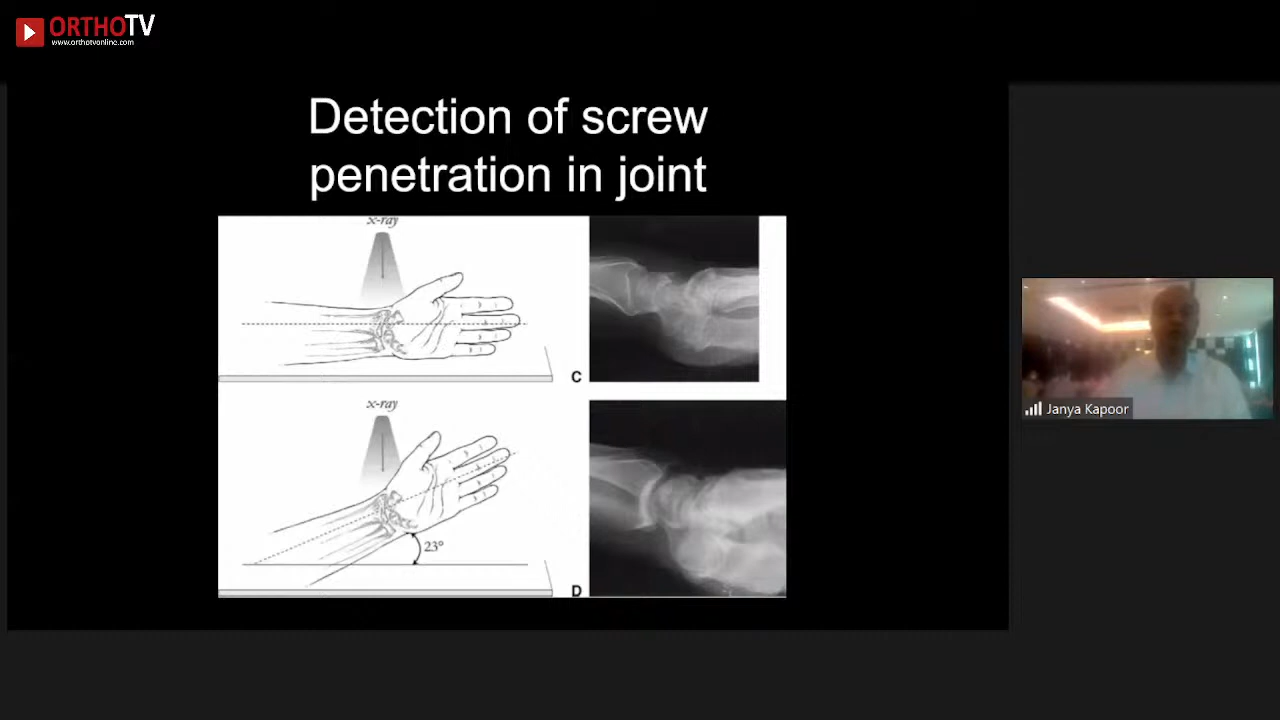 ORTHOTV
www.orthotvonline.com
Detection of screw
penetration in joint
x-ray
C
x-ray
23°
D
Janya Kapoor